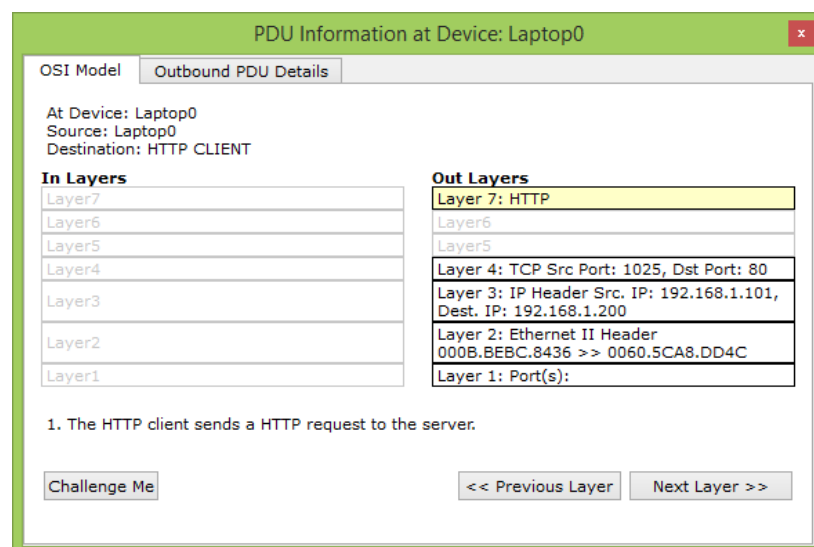 PDU Information at Device: Laptop0
x
OSI Model
Outbound PDU Details
At Device: Laptop0
Source: Laptop0
Destination: HTTP CLIENT
In Layers
Layer7
Layer6
Layer5
Layer4
Layer3
Layer2
Layer1
Out Layers
Layer 7: HTTP
Layer6
Layer5
Layer 4: TCP Src Port: 1025, Dst Port: 80
Layer 3: IP Header Src. IP: 192.168.1.101,
Dest. IP: 192.168.1.200
Layer 2: Ethernet II Header
000B.BEBC.8436 >> 0060.5CA8.DD4C
Layer 1: Port(s):
1. The HTTP client sends a HTTP request to the server.
Challenge Me
<< Previous Layer
Next Layer >>